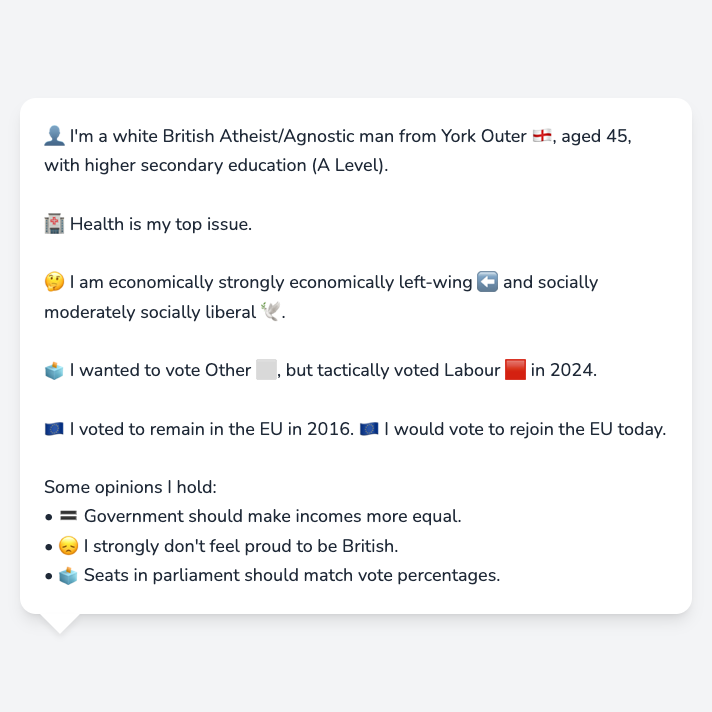 👤 I'm a white British Atheist/Agnostic man from York Outer 🏴󠁧󠁢󠁥󠁮󠁧󠁿, aged 45,
with higher secondary education (A Level).
🏥 Health is my top issue.
🤔 I am economically strongly economically left-wing ⬅️ and socially
moderately socially liberal 🕊️.
🗳️ I wanted to vote Other ⬜, but tactically voted Labour 🟥 in 2024.
🇪🇺 I voted to remain in the EU in 2016. 🇪🇺 I would vote to rejoin the EU today.
Some opinions I hold:
• 🟰 Government should make incomes more equal.
• 😞 I strongly don't feel proud to be British.
• 🗳️ Seats in parliament should match vote percentages.